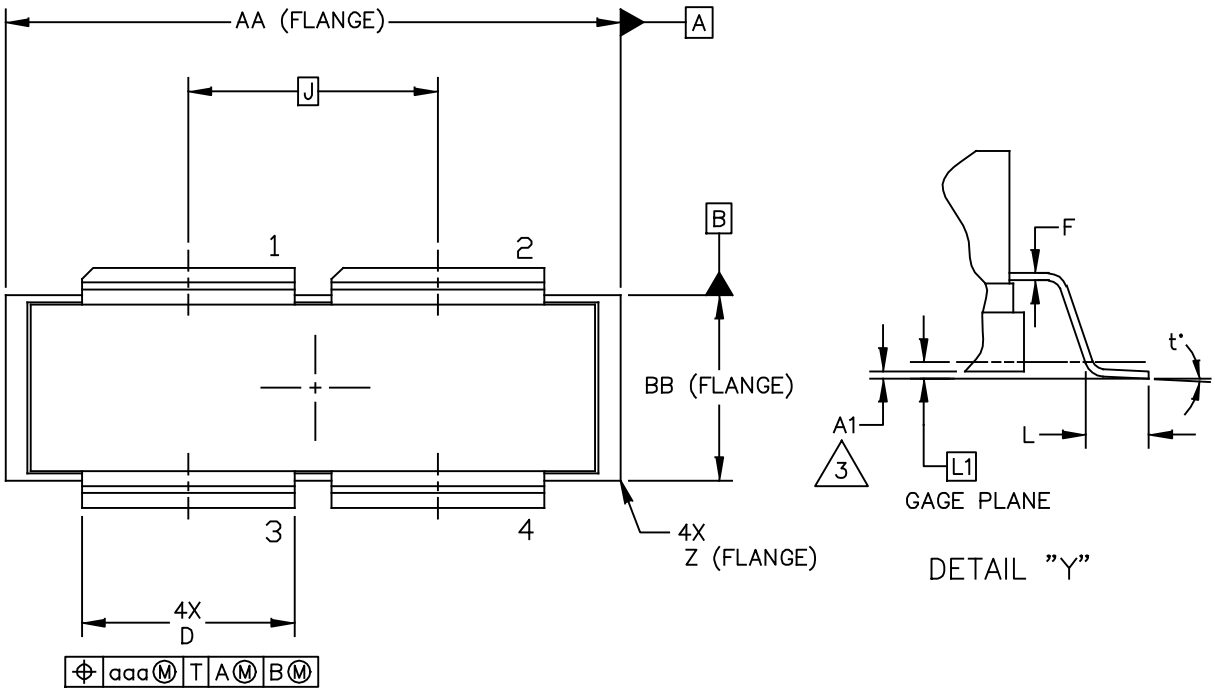 AA (FLANGE)
A
J
B
1
2
F
t°
BB (FLANGE)
A1
3
L
L1
GAGE PLANE
3
4
4X
Z (FLANGE)
DETAIL "Y"
4X
D
⌖ aaa Ⓜ T A Ⓜ B Ⓜ